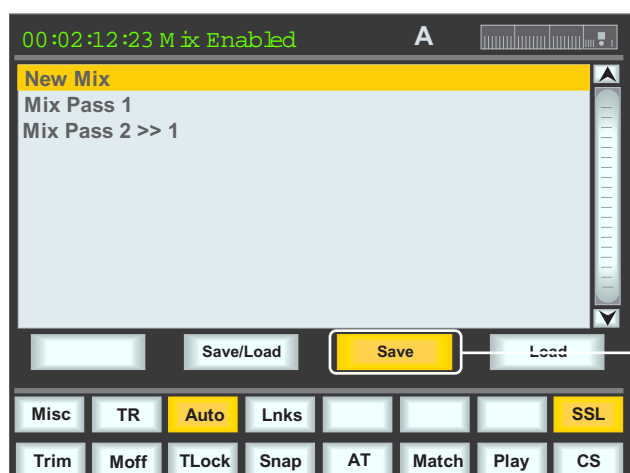 00:02:12:23 Mix Enabled A
New Mix
Mix Pass 1
Mix Pass 2 >> 1
Save/Load Save Load
Misc TR Auto Lnks SSL
Trim Moff TLock Snap AT Match Play CS